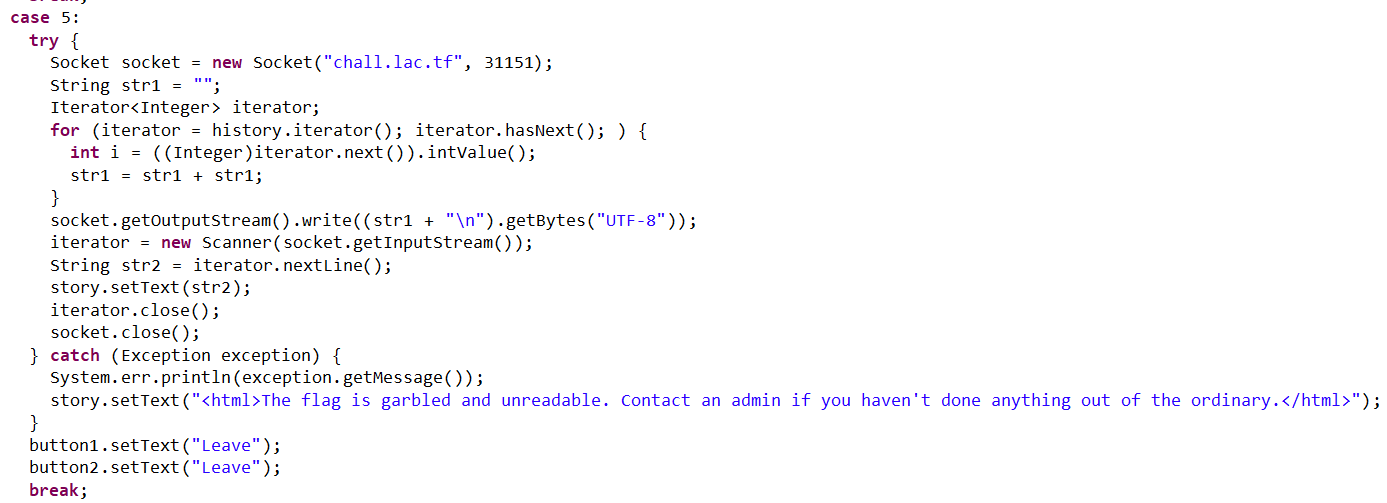 case 5:
try {
Socket socket = new Socket("chall.lac.tf", 31151);
String str1 = "";
Iterator<Integer> iterator;
for (iterator = history.iterator(); iterator.hasNext(); ) {
int i = ((Integer)iterator.next()).intValue();
str1 = str1 + str1;
}
socket.getOutputStream().write((str1 + "\n").getBytes("UTF-8"));
iterator = new Scanner(socket.getInputStream());
String str2 = iterator.nextLine();
story.setText(str2);
iterator.close();
socket.close();
} catch (Exception exception) {
System.err.println(exception.getMessage());
story.setText("<html>The flag is garbled and unreadable. Contact an admin if you haven't done anything out of the ordinary.</html>");
}
button1.setText("Leave");
button2.setText("Leave");
break;